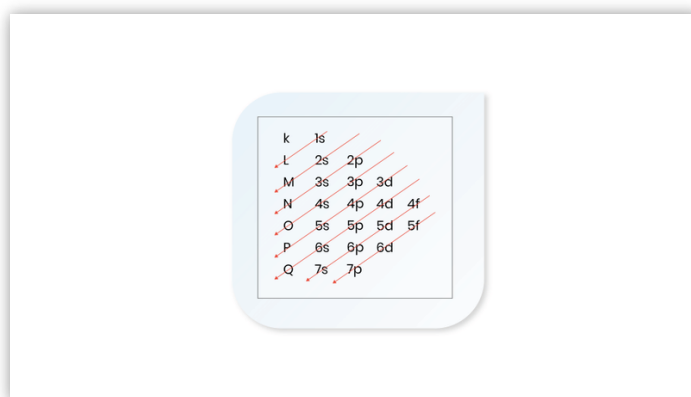 k 1s
L 2s 2p
M 3s 3p 3d
N 4s 4p 4d 4f
O 5s 5p 5d 5f
P 6s 6p 6d
Q 7s 7p